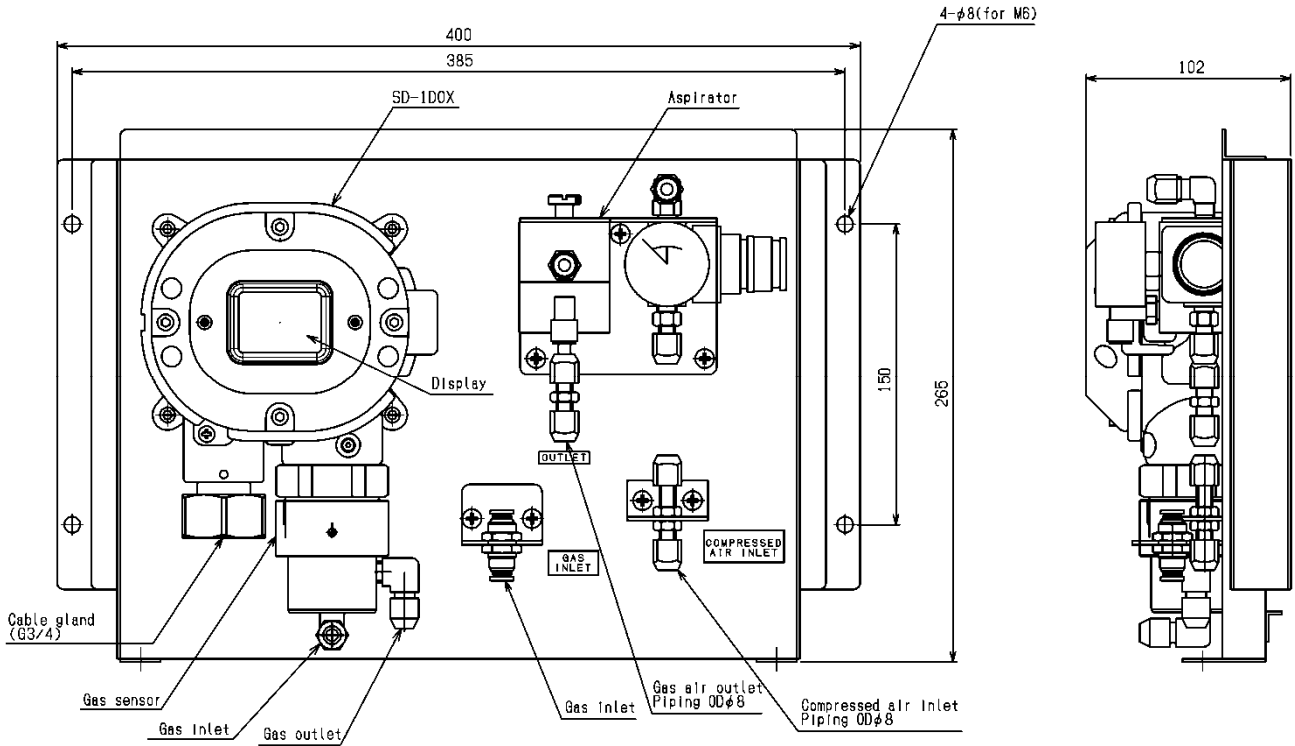 4-φ8(for M6)
400
385
102
SD-1DOX
Aspirator
Display
150
265
OUTLET
GAS
INLET
COMPRESSED
AIR INLET
Cable gland
(G3/4)
Gas sensor
Gas inlet
Gas outlet
Gas inlet
Gas air outlet
Piping ODφ8
Compressed air inlet
Piping ODφ8